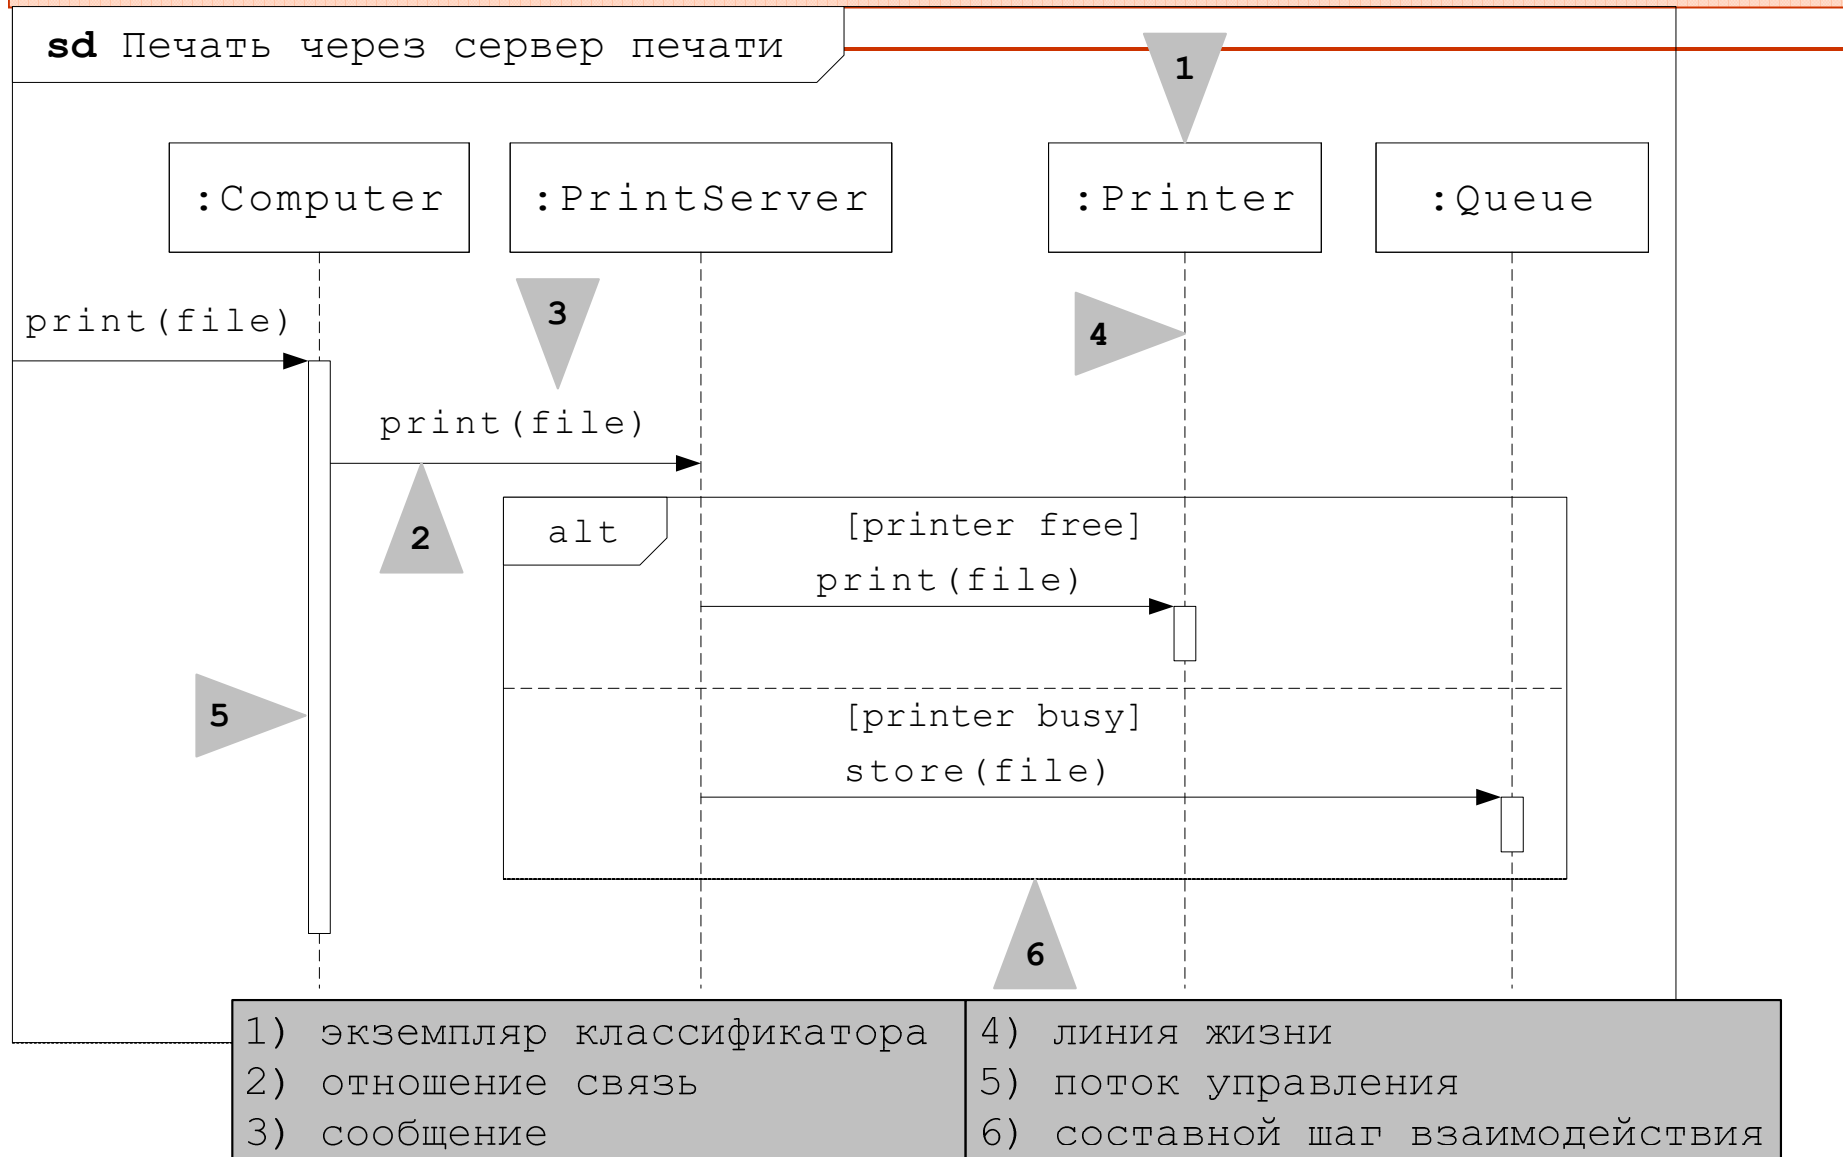 sd Печать через сервер печати
1
:Computer
:PrintServer
:Printer
:Queue
print(file)
3
4
print(file)
2
alt
[printer free]
print(file)
5
[printer busy]
store(file)
6
1) экземпляр классификатора
2) отношение связь
3) сообщение
4) линия жизни
5) поток управления
6) составной шаг взаимодействия